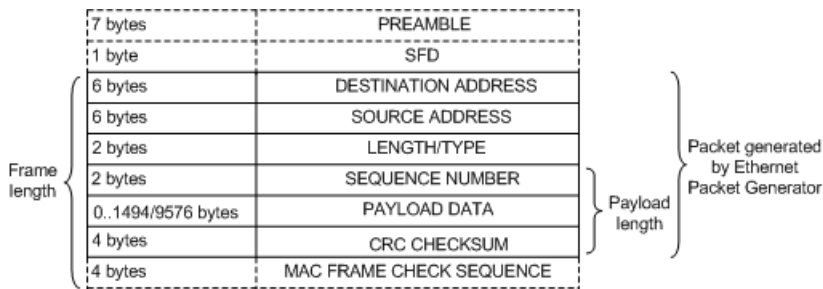 7 bytes PREAMBLE
1 byte SFD
6 bytes DESTINATION ADDRESS
6 bytes SOURCE ADDRESS
2 bytes LENGTH/TYPE
2 bytes SEQUENCE NUMBER
0..1494/9576 bytes PAYLOAD DATA
4 bytes CRC CHECKSUM
4 bytes MAC FRAME CHECK SEQUENCE
Frame
length
Payload
length
Packet generated
by Ethernet
Packet Generator